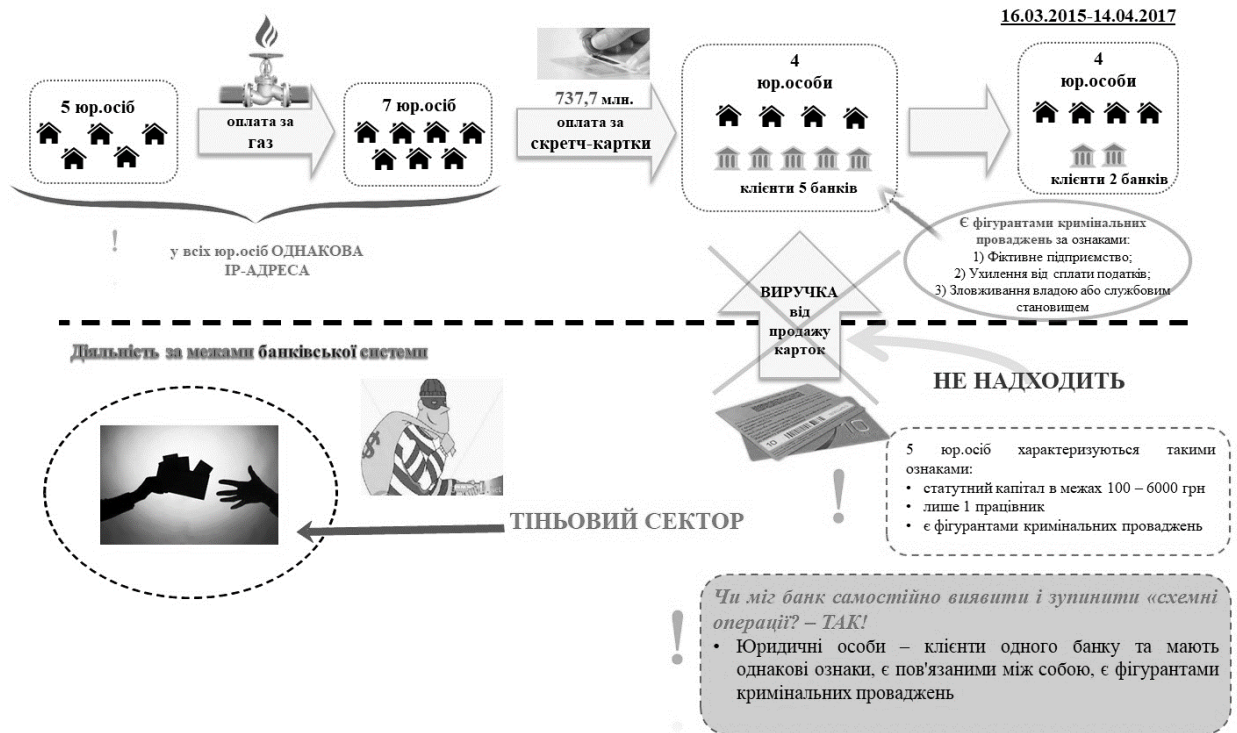 16.03.2015-14.04.2017
5 юр.осіб
оплата за
газ
7 юр.осіб
737,7 млн.
оплата за
скретч-картки
4
юр.особи
клієнти 5 банків
4
юр.особи
клієнти 2 банків
!
у всіх юр.осіб ОДНАКОВА
ІР-АДРЕСА
Є фігурантами кримінальних
проваджень за ознаками:
1) Фіктивне підприємство;
2) Ухилення від сплати податків;
3) Зловживання владою або службовим
становищем
ВИРУЧКА
від
продажу
карток
Діяльність за межами банківської системи
НЕ НАДХОДИТЬ
$
10
10
!
5 юр.осіб характеризуються такими
ознаками:
• статутний капітал в межах 100 – 6000 грн
• лише 1 працівник
• є фігурантами кримінальних проваджень
ТІНЬОВИЙ СЕКТОР
!
Чи міг банк самостійно виявити і зупинити «схемні
операції? – ТАК!
• Юридичні особи – клієнти одного банку та мають
однакові ознаки, є пов'язаними між собою, є фігурантами
кримінальних проваджень